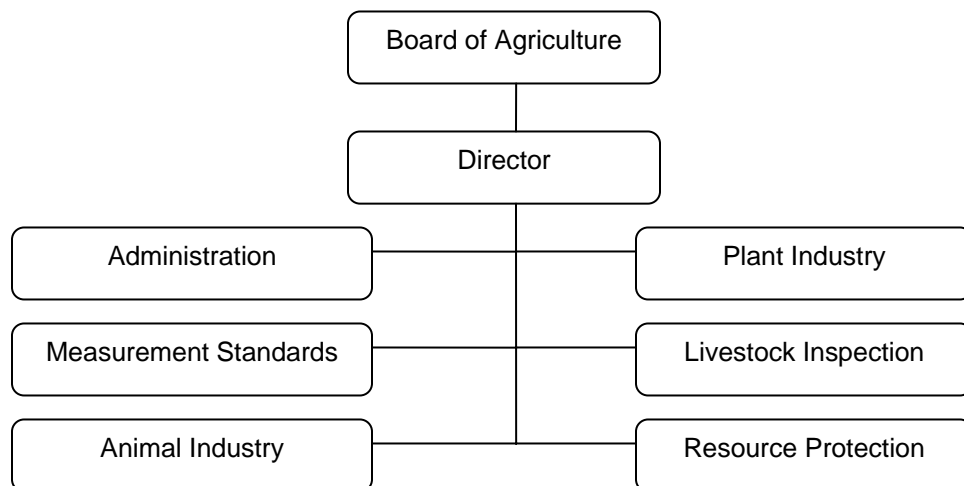 Board of Agriculture
Director
Administration
Plant Industry
Measurement Standards
Livestock Inspection
Animal Industry
Resource Protection